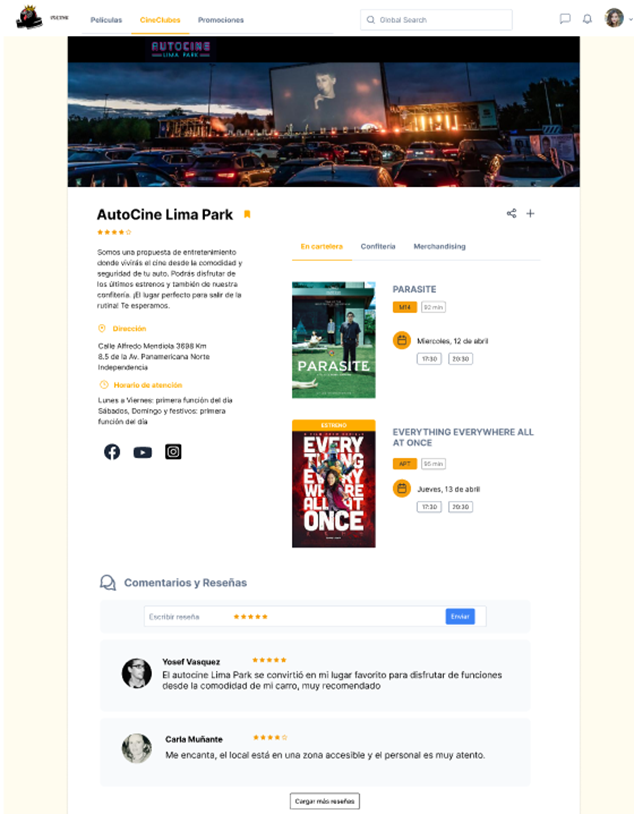 Películas
CineClubes
Promociones
Global Search
AUTOCINE
LIMA PARK
AutoCine Lima Park
Somos una propuesta de entretenimiento
donde vivirás el cine desde la comodidad y
seguridad de tu auto. Podrás disfrutar de
los últimos estrenos y también de nuestra
confitería. ¡El lugar perfecto para salir de la
rutina! Te esperamos.
Dirección
Calle Alfredo Mendiola 3698 Km
8.5 de la Av. Panamericana Norte
Independencia
Horario de atención
Lunes a Viernes: primera función del día
Sábados, Domingo y festivos: primera
función del día
En cartelera
Confitería
Merchandising
PARASITE
PARASITE
M14
92 min
Miercoles, 12 de abril
17:30
20:30
ESTRENO
EVERY
THING
EVERY
WHERE
ALL AT
ONCE
EVERYTHING EVERYWHERE ALL
AT ONCE
APT
95 min
Jueves, 13 de abril
17:30
20:30
Comentarios y Reseñas
Escribir reseña
Enviar
Yosef Vasquez
El autocine Lima Park se convirtió en mi lugar favorito para disfrutar de funciones
desde la comodidad de mi carro, muy recomendado
Carla Muñante
Me encanta, el local está en una zona accesible y el personal es muy atento.
Cargar más reseñas